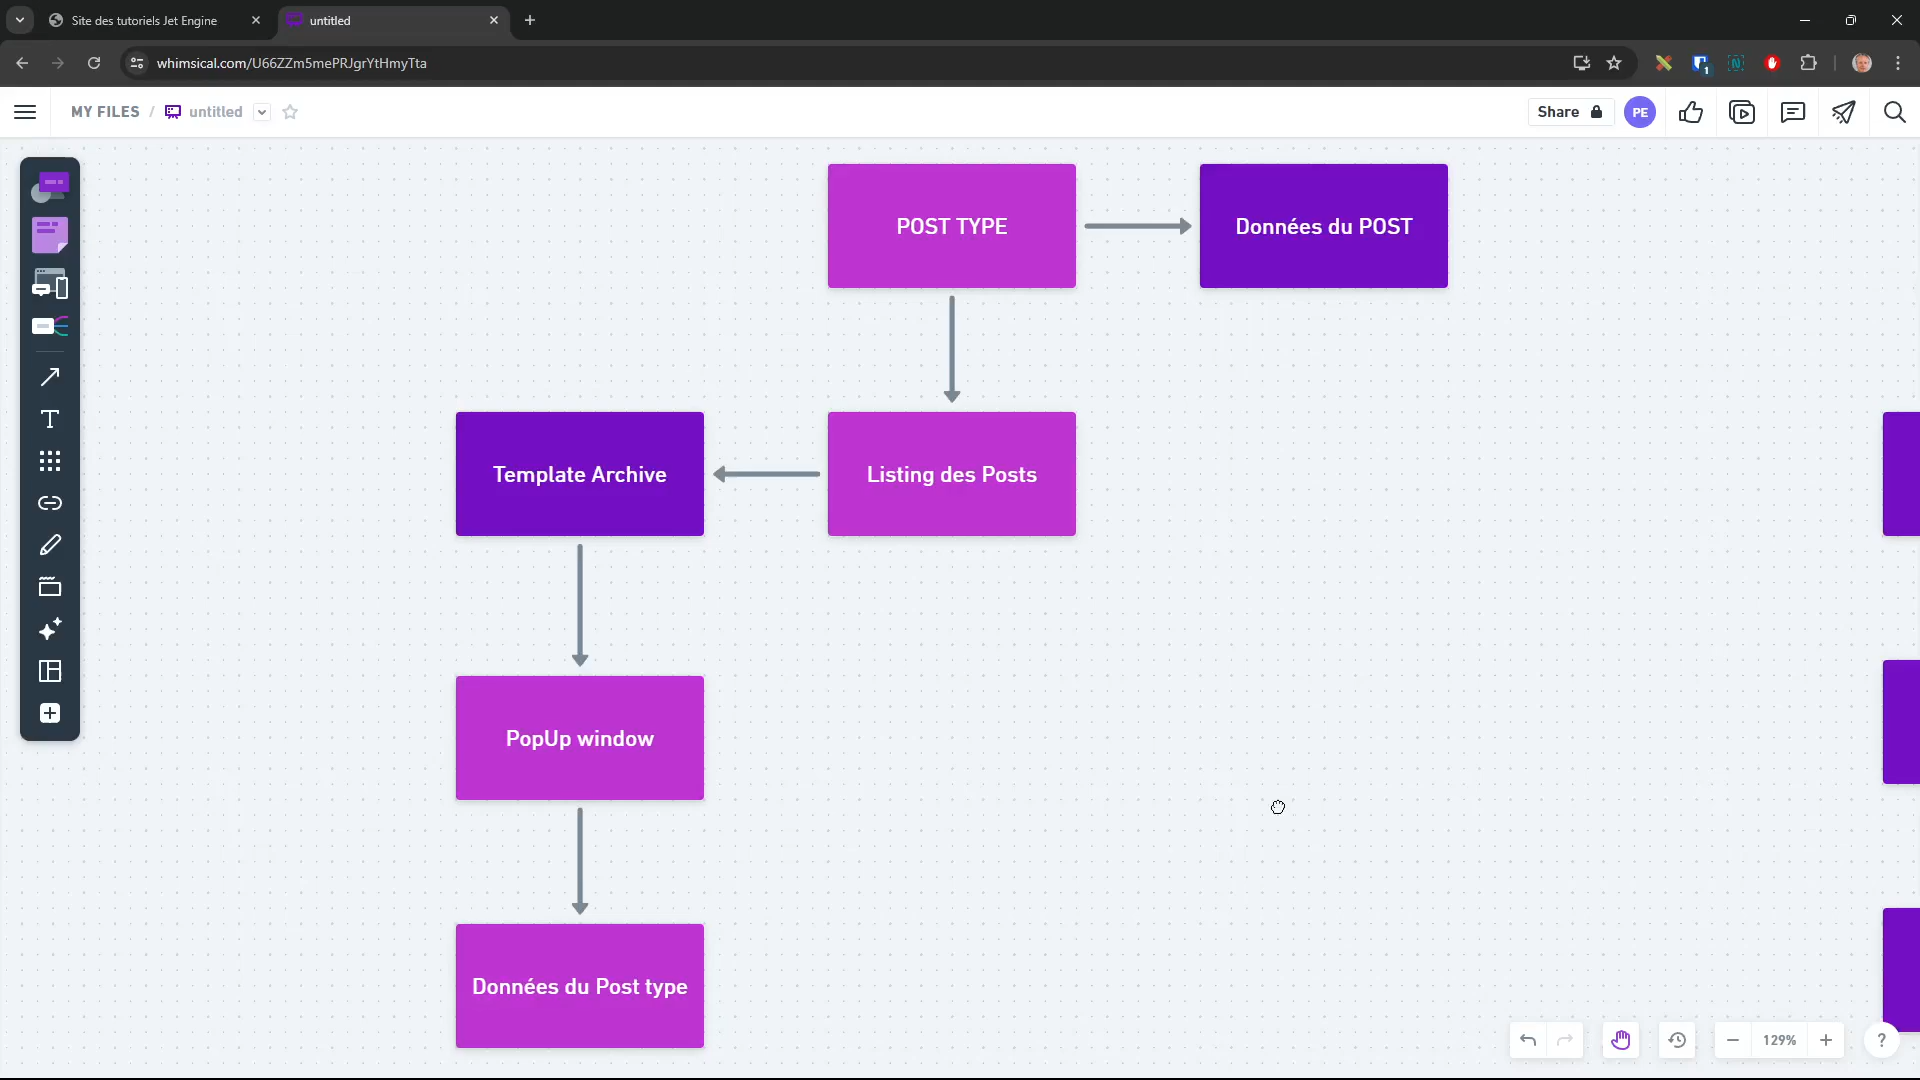 Site des tutoriels Jet Engine
untitled
whimsical.com/U66ZZm5mePRJgrYtHmyTta
1
MY FILES / untitled
Share
PE
POST TYPE
Données du POST
Template Archive
Listing des Posts
PopUp window
Données du Post type
129%
?